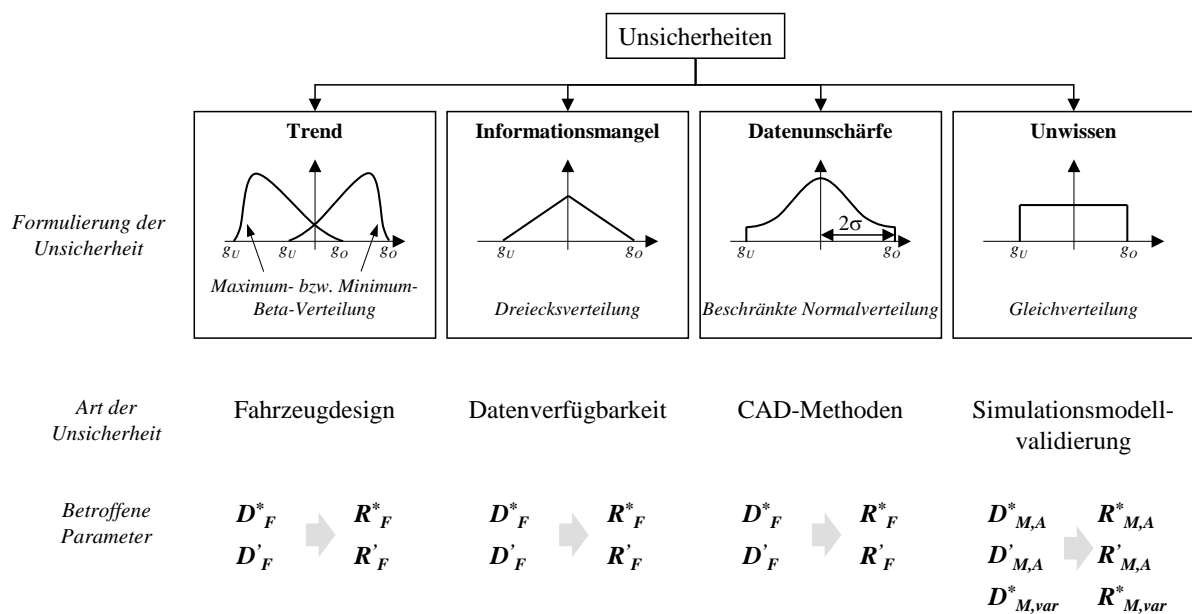 Unsicherheiten
Trend
Informationsmangel
Datenunschärfe
Unwissen
Formulierung der
Unsicherheit
g_U g_U g_O g_O
Maximum- bzw. Minimum-
Beta-Verteilung
g_U g_O
Dreiecksverteilung
2σ
g_U g_O
Beschränkte Normalverteilung
g_U g_O
Gleichverteilung
Art der
Unsicherheit
Fahrzeugdesign
Datenverfügbarkeit
CAD-Methoden
Simulationsmodell-
validierung
Betroffene
Parameter
D*_F R*_F
D'_F R'_F
D*_F R*_F
D'_F R'_F
D*_F R*_F
D'_F R'_F
D*_M,A R*_M,A
D'_M,A R'_M,A
D*_M,var R*_M,var